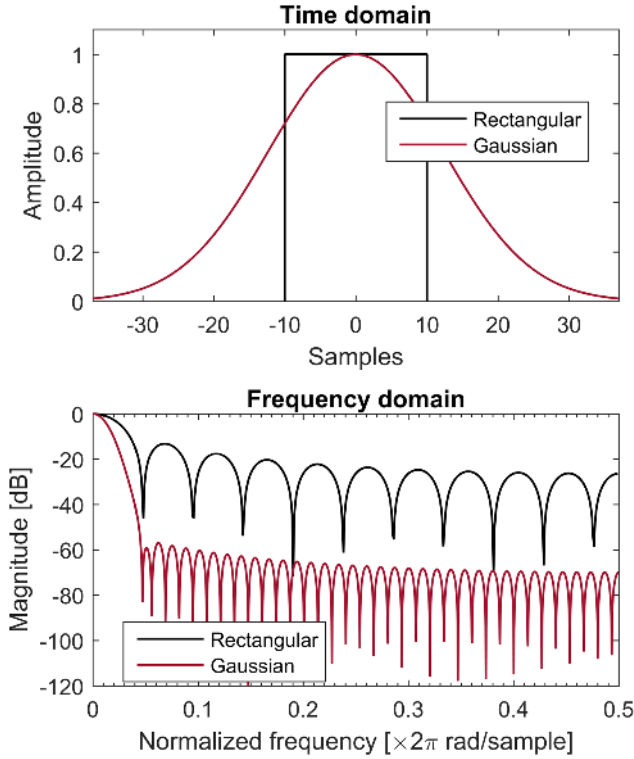 Time domain
1
0.8
0.6
0.4
0.2
0
Amplitude
Rectangular
Gaussian
-30 -20 -10 0 10 20 30
Samples
Frequency domain
0
-20
-40
-60
-80
-100
-120
Magnitude [dB]
Rectangular
Gaussian
0 0.1 0.2 0.3 0.4 0.5
Normalized frequency [×2π rad/sample]